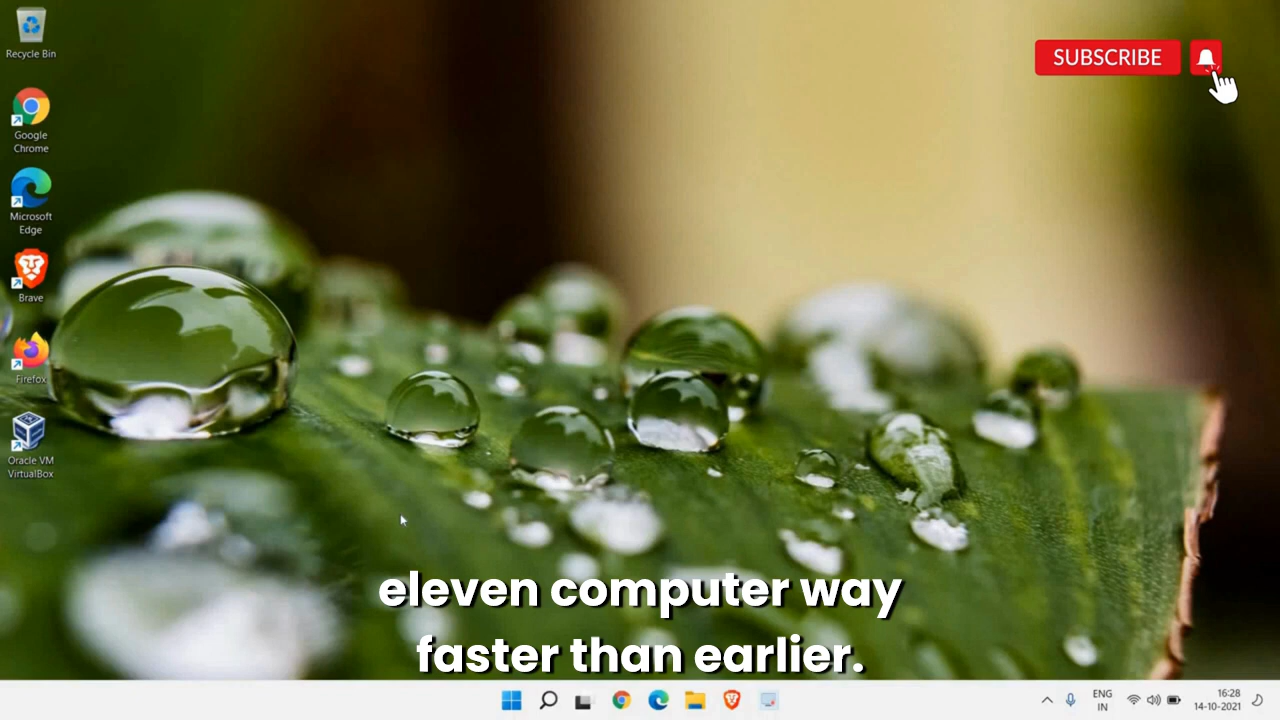 Recycle Bin
SUBSCRIBE
Google
Chrome
Microsoft
Edge
Brave
Firefox
Oracle VM
VirtualBox
eleven computer way
faster than earlier.
ENG
IN
16:28
14-10-2021